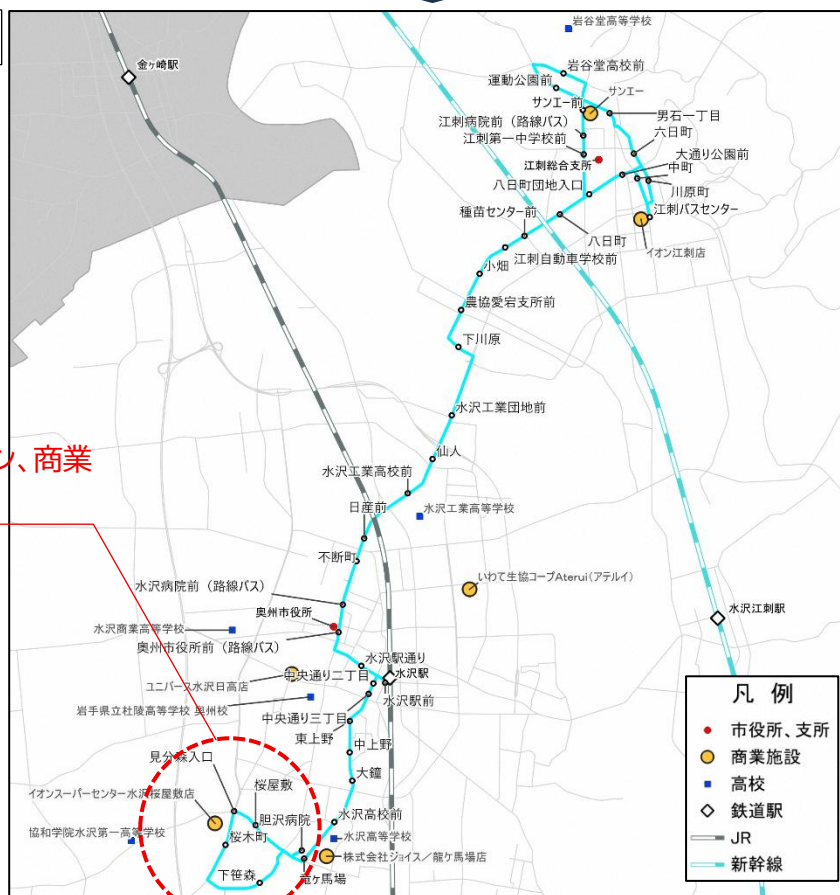 岩谷堂高等学校
金ヶ崎駅
岩谷堂高校前
運動公園前
サンエー
サンエー前
男石一丁目
江刺病院前（路線バス）
六日町
江刺第一中学校前
大通り公園前
江刺総合支所
中町
八日町団地入口
川原町
種苗センター前
江刺バスセンター
八日町
イオン江刺店
江刺自動車学校前
小畑
農協愛宕支所前
下川原
水沢工業団地前
ン、商業
仙人
水沢工業高校前
日産前
水沢工業高等学校
不断町
いわて生協コープAterui（アテルイ）
水沢病院前（路線バス）
奥州市役所
水沢江刺駅
水沢商業高等学校
奥州市役所前（路線バス）
水沢駅通り
中央通り二丁目
水沢駅
ユニバース水沢日高店
水沢駅前
岩手県立杜陵高等学校 奥州校
中央通り三丁目
東上野
中上野
見分森入口
大鐘
桜屋敷
イオンスーパーセンター水沢桜屋敷店
胆沢病院
水沢高校前
協和学院水沢第一高等学校
桜木町
水沢高等学校
株式会社ジョイス／龍ケ馬場店
下笹森
竜ヶ馬場
凡 例
市役所、支所
商業施設
高校
鉄道駅
JR
新幹線